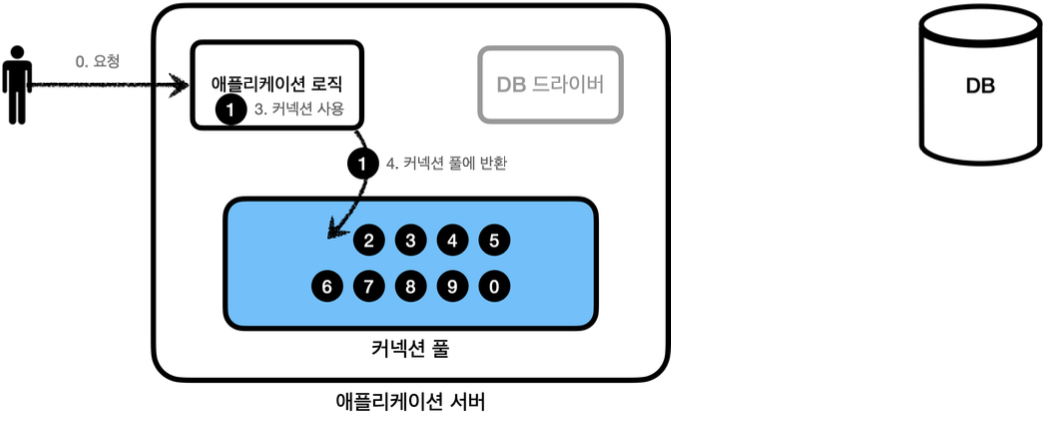 0. 요청
애플리케이션 로직
1 3. 커넥션 사용
DB 드라이버
DB
1 4. 커넥션 풀에 반환
2 3 4 5
6 7 8 9 0
커넥션 풀
애플리케이션 서버